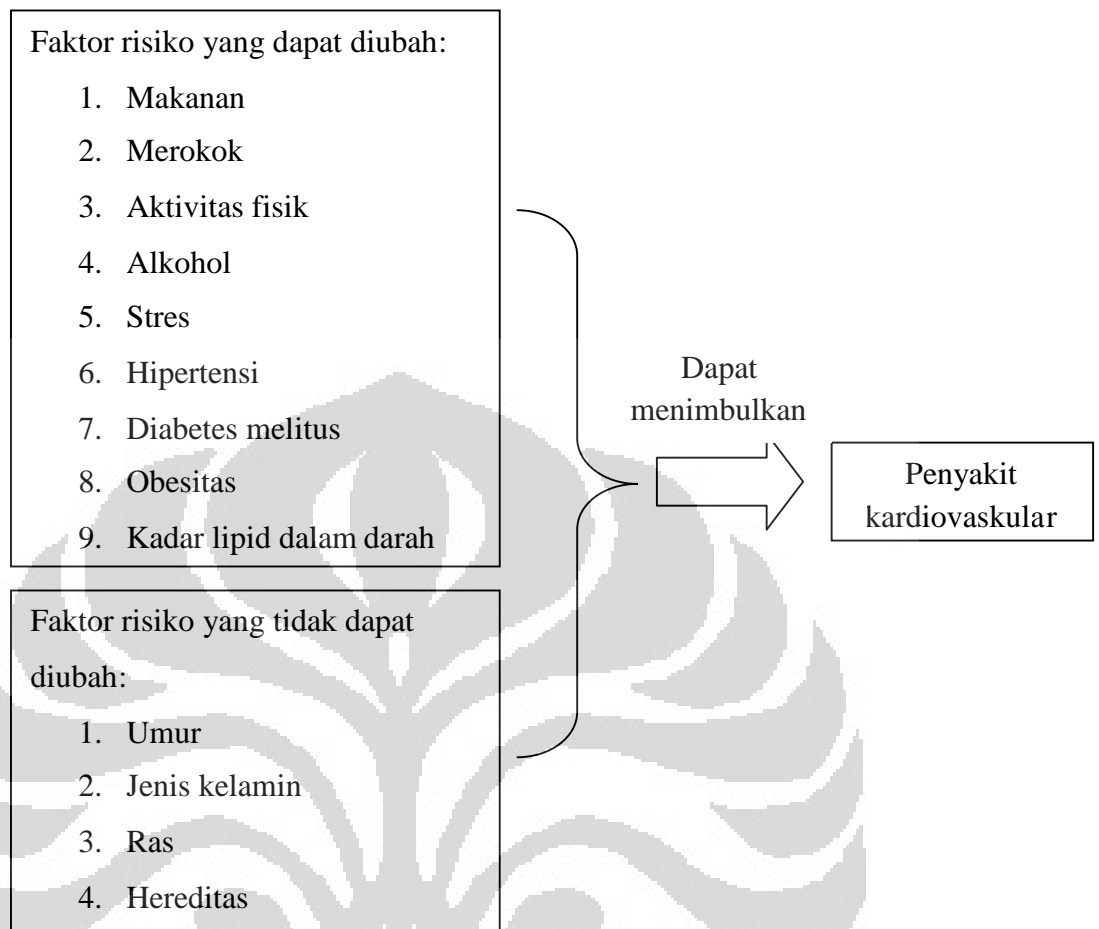 Faktor risiko yang dapat diubah:
1. Makanan
2. Merokok
3. Aktivitas fisik
4. Alkohol
5. Stres
6. Hipertensi
7. Diabetes melitus
8. Obesitas
9. Kadar lipid dalam darah
Faktor risiko yang tidak dapat
diubah:
1. Umur
2. Jenis kelamin
3. Ras
4. Hereditas
Dapat
menimbulkan
Penyakit
kardiovaskular